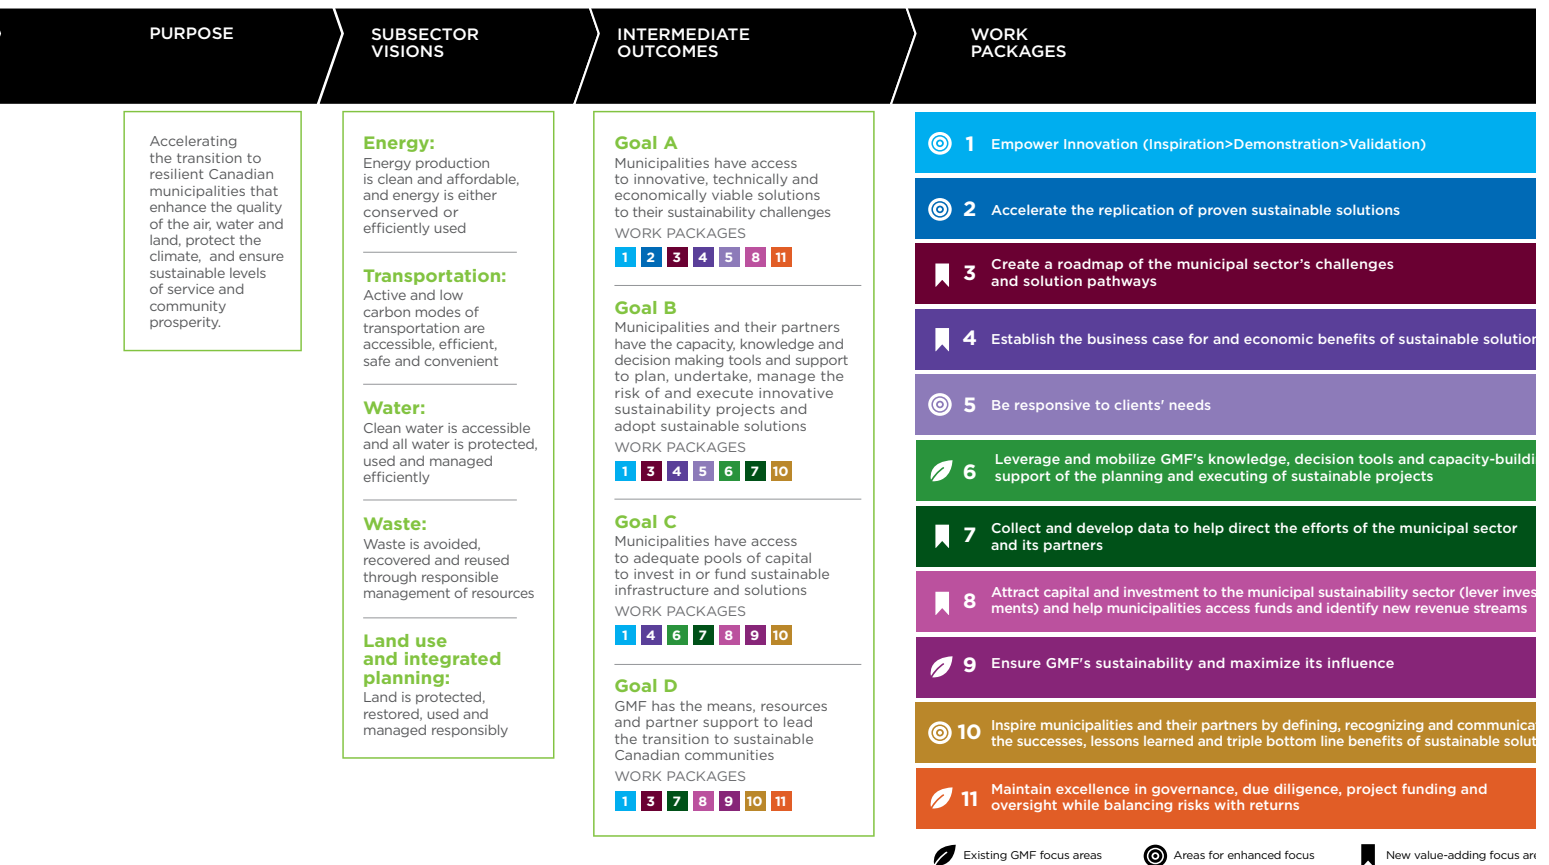 PURPOSE
SUBSECTOR
VISIONS
INTERMEDIATE
OUTCOMES
WORK
PACKAGES
Accelerating
the transition to
resilient Canadian
municipalities that
enhance the quality
of the air, water and
land, protect the
climate, and ensure
sustainable levels
of service and
community
prosperity.
Energy:
Energy production
is clean and affordable,
and energy is either
conserved or
efficiently used
Transportation:
Active and low
carbon modes of
transportation are
accessible, efficient,
safe and convenient
Water:
Clean water is accessible
and all water is protected,
used and managed
efficiently
Waste:
Waste is avoided,
recovered and reused
through responsible
management of resources
Land use
and integrated
planning:
Land is protected,
restored, used and
managed responsibly
Goal A
Municipalities have access
to innovative, technically and
economically viable solutions
to their sustainability challenges
WORK PACKAGES
1 2 3 4 5 8 11
Goal B
Municipalities and their partners
have the capacity, knowledge and
decision making tools and support
to plan, undertake, manage the
risk of and execute innovative
sustainability projects and
adopt sustainable solutions
WORK PACKAGES
1 3 4 5 6 7 10
Goal C
Municipalities have access
to adequate pools of capital
to invest in or fund sustainable
infrastructure and solutions
WORK PACKAGES
1 4 6 7 8 9 10
Goal D
GMF has the means, resources
and partner support to lead
the transition to sustainable
Canadian communities
WORK PACKAGES
1 3 7 8 9 10 11
1 Empower Innovation (Inspiration>Demonstration>Validation)
2 Accelerate the replication of proven sustainable solutions
3 Create a roadmap of the municipal sector's challenges
and solution pathways
4 Establish the business case for and economic benefits of sustainable solution
5 Be responsive to clients' needs
6 Leverage and mobilize GMF's knowledge, decision tools and capacity-buildi
support of the planning and executing of sustainable projects
7 Collect and develop data to help direct the efforts of the municipal sector
and its partners
8 Attract capital and investment to the municipal sustainability sector (lever inves
ments) and help municipalities access funds and identify new revenue streams
9 Ensure GMF's sustainability and maximize its influence
10 Inspire municipalities and their partners by defining, recognizing and communica
the successes, lessons learned and triple bottom line benefits of sustainable solut
11 Maintain excellence in governance, due diligence, project funding and
oversight while balancing risks with returns
Existing GMF focus areas
Areas for enhanced focus
New value-adding focus are